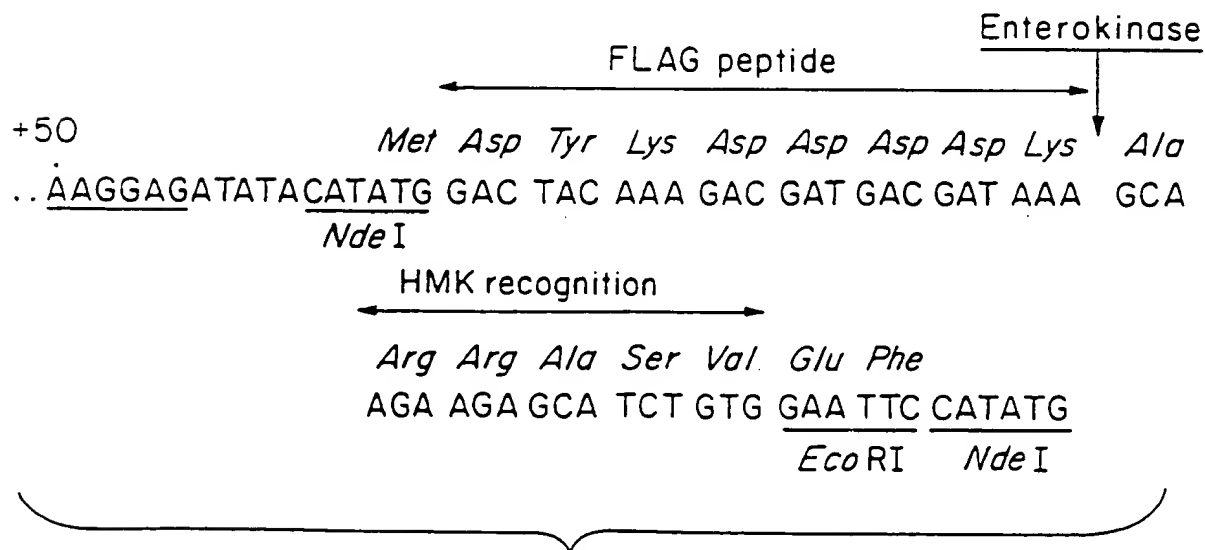 Enterokinase
FLAG peptide
+50
Met Asp Tyr Lys Asp Asp Asp Asp Lys Ala
..AAGGAGATATACATATG GAC TAC AAA GAC GAT GAC GAT AAA GCA
NdeI
HMK recognition
Arg Arg Ala Ser Val Glu Phe
AGA AGA GCA TCT GTG GAA TTC CATATG
EcoRI NdeI